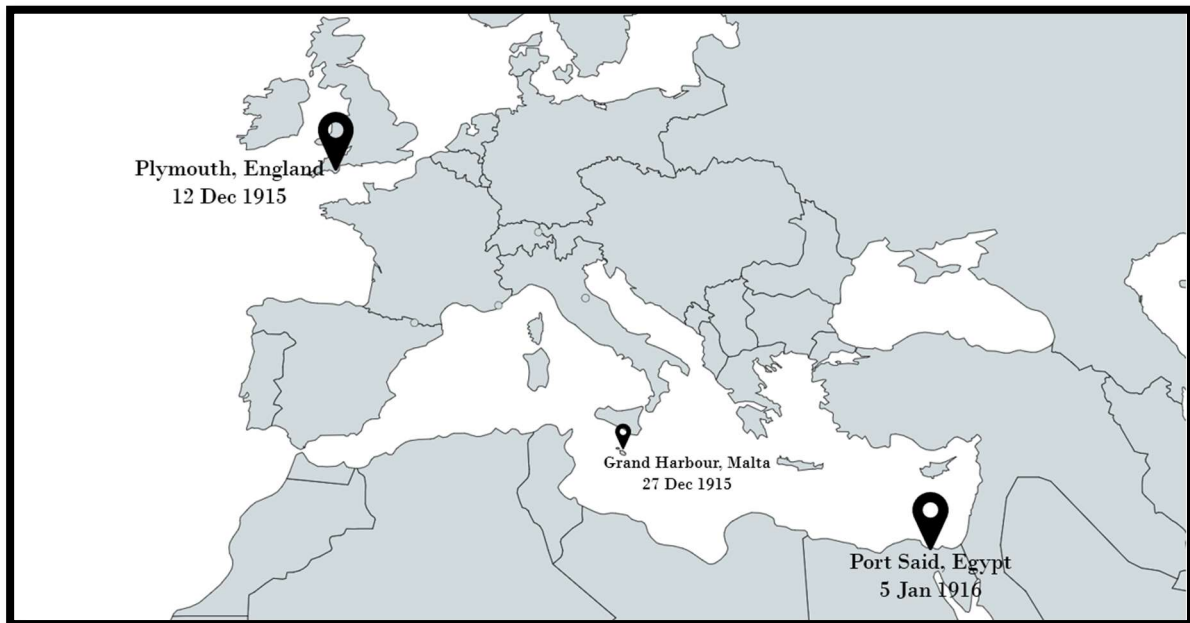 Plymouth, England
12 Dec 1915
Grand Harbour, Malta
27 Dec 1915
Port Said, Egypt
5 Jan 1916